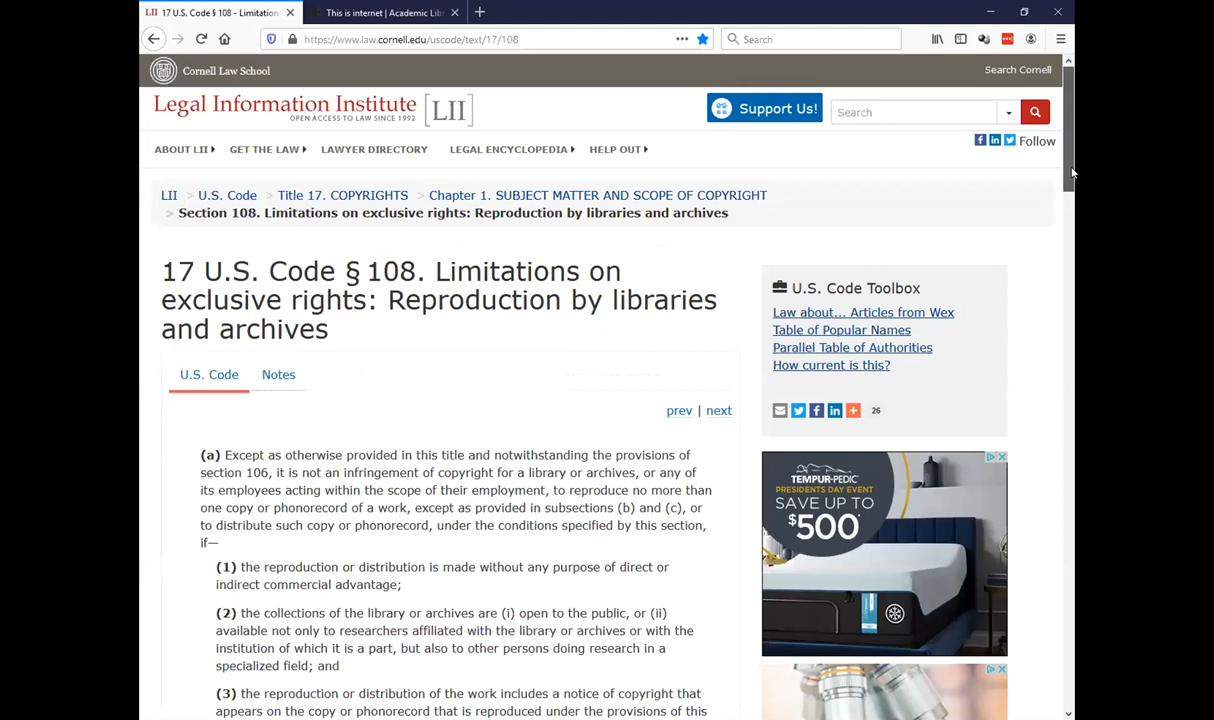 LII 17 U.S. Code § 108 - Limitation
This is internet | Academic Libr
https://www.law.cornell.edu/uscode/text/17/108
Search
Cornell Law School
Search Cornell
Legal Information Institute [LII]
OPEN ACCESS TO LAW SINCE 1992
Support Us!
Search
ABOUT LII GET THE LAW LAWYER DIRECTORY LEGAL ENCYCLOPEDIA HELP OUT
Follow
LII > U.S. Code > Title 17. COPYRIGHTS > Chapter 1. SUBJECT MATTER AND SCOPE OF COPYRIGHT
> Section 108. Limitations on exclusive rights: Reproduction by libraries and archives
17 U.S. Code § 108. Limitations on
exclusive rights: Reproduction by libraries
and archives
U.S. Code Notes
prev | next
(a) Except as otherwise provided in this title and notwithstanding the provisions of
section 106, it is not an infringement of copyright for a library or archives, or any of
its employees acting within the scope of their employment, to reproduce no more than
one copy or phonorecord of a work, except as provided in subsections (b) and (c), or
to distribute such copy or phonorecord, under the conditions specified by this section,
if—
(1) the reproduction or distribution is made without any purpose of direct or
indirect commercial advantage;
(2) the collections of the library or archives are (i) open to the public, or (ii)
available not only to researchers affiliated with the library or archives or with the
institution of which it is a part, but also to other persons doing research in a
specialized field; and
(3) the reproduction or distribution of the work includes a notice of copyright that
appears on the copy or phonorecord that is reproduced under the provisions of this
U.S. Code Toolbox
Law about... Articles from Wex
Table of Popular Names
Parallel Table of Authorities
How current is this?
26
TEMPUR-PEDIC
PRESIDENTS DAY EVENT
SAVE UP TO
$500